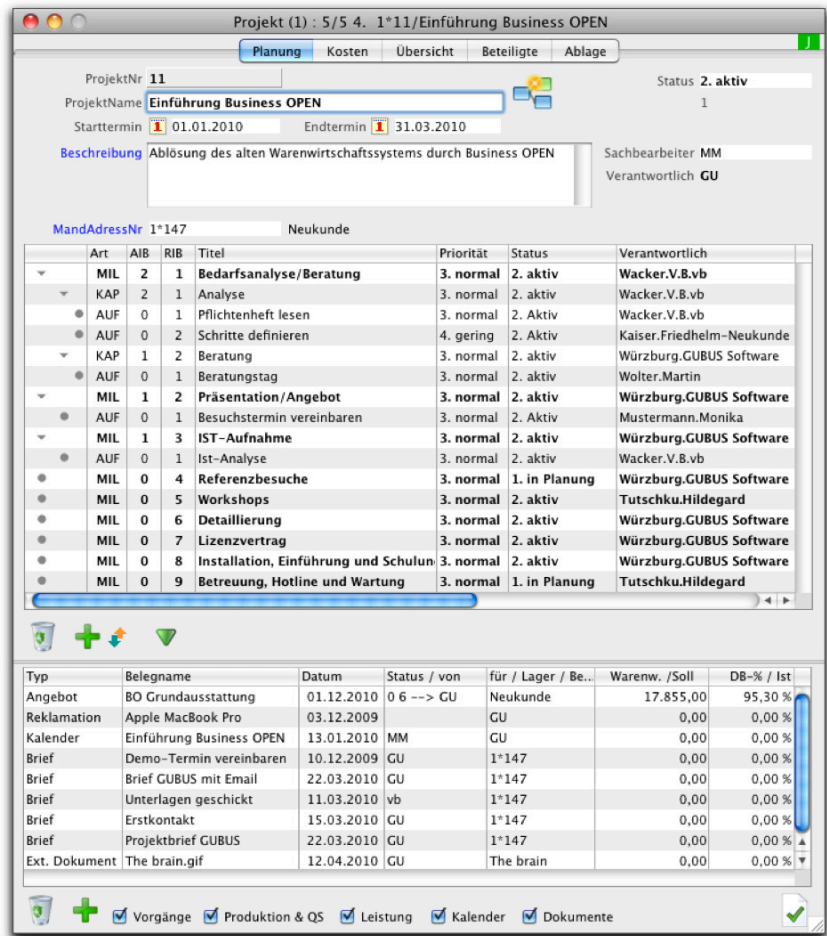 Projekt (1) : 5/5 4. 1*11/Einführung Business OPEN
J
Planung Kosten Übersicht Beteiligte Ablage
ProjektNr 11 Status 2. aktiv
ProjektName Einführung Business OPEN 1
Starttermin 1 01.01.2010 Endtermin 1 31.03.2010
Beschreibung Ablösung des alten Warenwirtschaftssystems durch Business OPEN Sachbearbeiter MM
Verantwortlich GU
MandAdressNr 1*147 Neukunde
Art AIB RIB Titel Priorität Status Verantwortlich
MIL 2 1 Bedarfsanalyse/Beratung 3. normal 2. aktiv Wacker.V.B.vb
KAP 2 1 Analyse 3. normal 2. aktiv Wacker.V.B.vb
AUF 0 1 Pflichtenheft lesen 3. normal 2. Aktiv Wacker.V.B.vb
AUF 0 2 Schritte definieren 4. gering 2. Aktiv Kaiser.Friedhelm-Neukunde
KAP 1 2 Beratung 3. normal 2. aktiv Würzburg.GUBUS Software
AUF 0 1 Beratungstag 3. normal 2. aktiv Wolter.Martin
MIL 1 2 Präsentation/Angebot 3. normal 2. aktiv Würzburg.GUBUS Software
AUF 0 1 Besuchstermin vereinbaren 3. normal 2. Aktiv Mustermann.Monika
MIL 1 3 IST-Aufnahme 3. normal 2. aktiv Würzburg.GUBUS Software
AUF 0 1 Ist-Analyse 3. normal 2. aktiv Wacker.V.B.vb
MIL 0 4 Referenzbesuche 3. normal 1. in Planung Würzburg.GUBUS Software
MIL 0 5 Workshops 3. normal 2. aktiv Tutschku.Hildegard
MIL 0 6 Detaillierung 3. normal 2. aktiv Würzburg.GUBUS Software
MIL 0 7 Lizenzvertrag 3. normal 2. aktiv Würzburg.GUBUS Software
MIL 0 8 Installation, Einführung und Schulun 3. normal 2. aktiv Würzburg.GUBUS Software
MIL 0 9 Betreuung, Hotline und Wartung 3. normal 1. in Planung Tutschku.Hildegard
Typ Belegname Datum Status / von für / Lager / Be... Warenw. /Soll DB-% / Ist
Angebot BO Grundausstattung 01.12.2010 0 6 --> GU Neukunde 17.855,00 95,30 %
Reklamation Apple MacBook Pro 03.12.2009 GU 0,00 0,00 %
Kalender Einführung Business OPEN 13.01.2010 MM GU 0,00 0,00 %
Brief Demo-Termin vereinbaren 10.12.2009 GU 1*147 0,00 0,00 %
Brief Brief GUBUS mit Email 22.03.2010 GU 1*147 0,00 0,00 %
Brief Unterlagen geschickt 11.03.2010 vb 1*147 0,00 0,00 %
Brief Erstkontakt 15.03.2010 GU 1*147 0,00 0,00 %
Brief Projektbrief GUBUS 22.03.2010 GU 1*147 0,00 0,00 %
Ext. Dokument The brain.gif 12.04.2010 GU The brain 0,00 0,00 %
Vorgänge Produktion & QS Leistung Kalender Dokumente